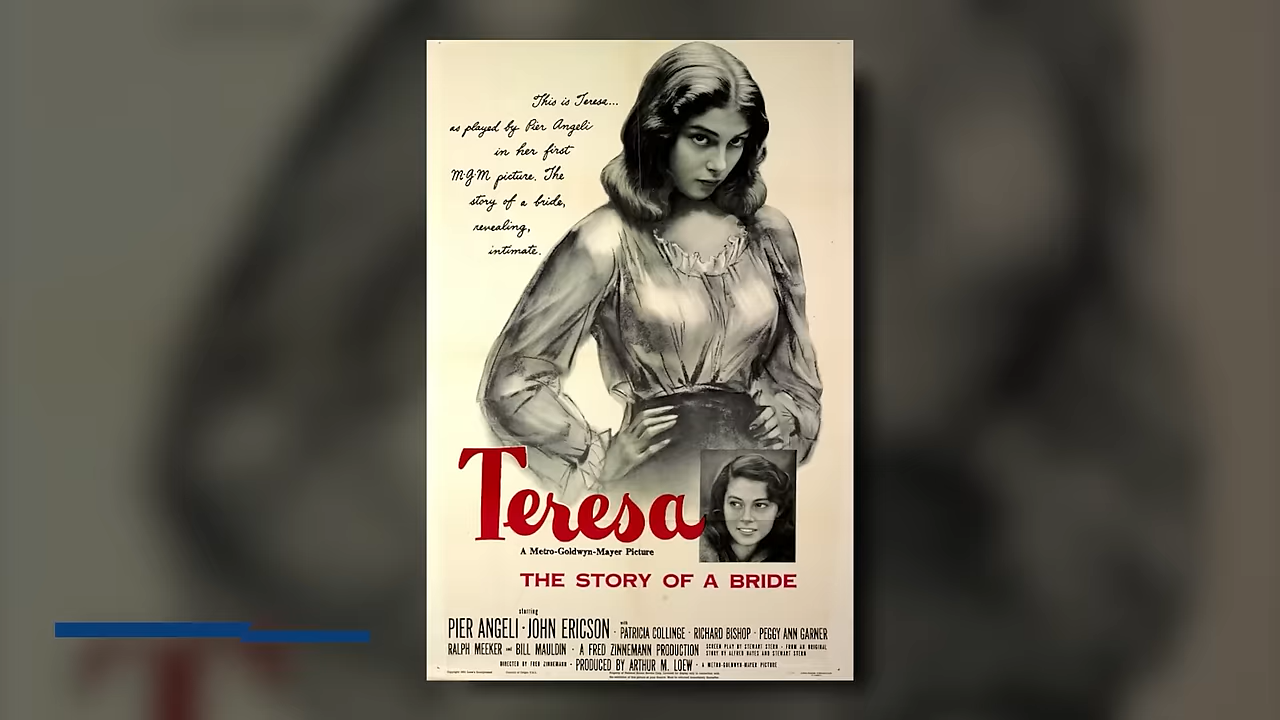 This is Teresa...
as played by Pier Angeli
in her first
M·G·M picture. The
story of a bride,
revealing,
intimate.
Teresa
A Metro-Goldwyn-Mayer Picture
THE STORY OF A BRIDE
starring
PIER ANGELI · JOHN ERICSON with PATRICIA COLLINGE · RICHARD BISHOP · PEGGY ANN GARNER
RALPH MEEKER and BILL MAULDIN · A FRED ZINNEMANN PRODUCTION SCREEN PLAY BY STEWART STERN · FROM AN ORIGINAL
STORY BY ALFRED HAYES AND STEWART STERN
DIRECTED BY FRED ZINNEMANN · PRODUCED BY ARTHUR M. LOEW · A METRO-GOLDWYN-MAYER PICTURE